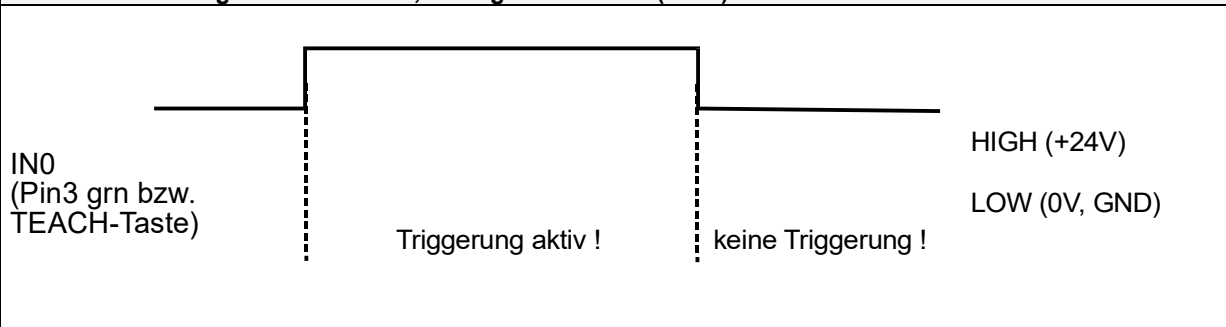 HIGH (+24V)
IN0
(Pin3 grn bzw.
TEACH-Taste)
LOW (0V, GND)
Triggerung aktiv !
keine Triggerung !